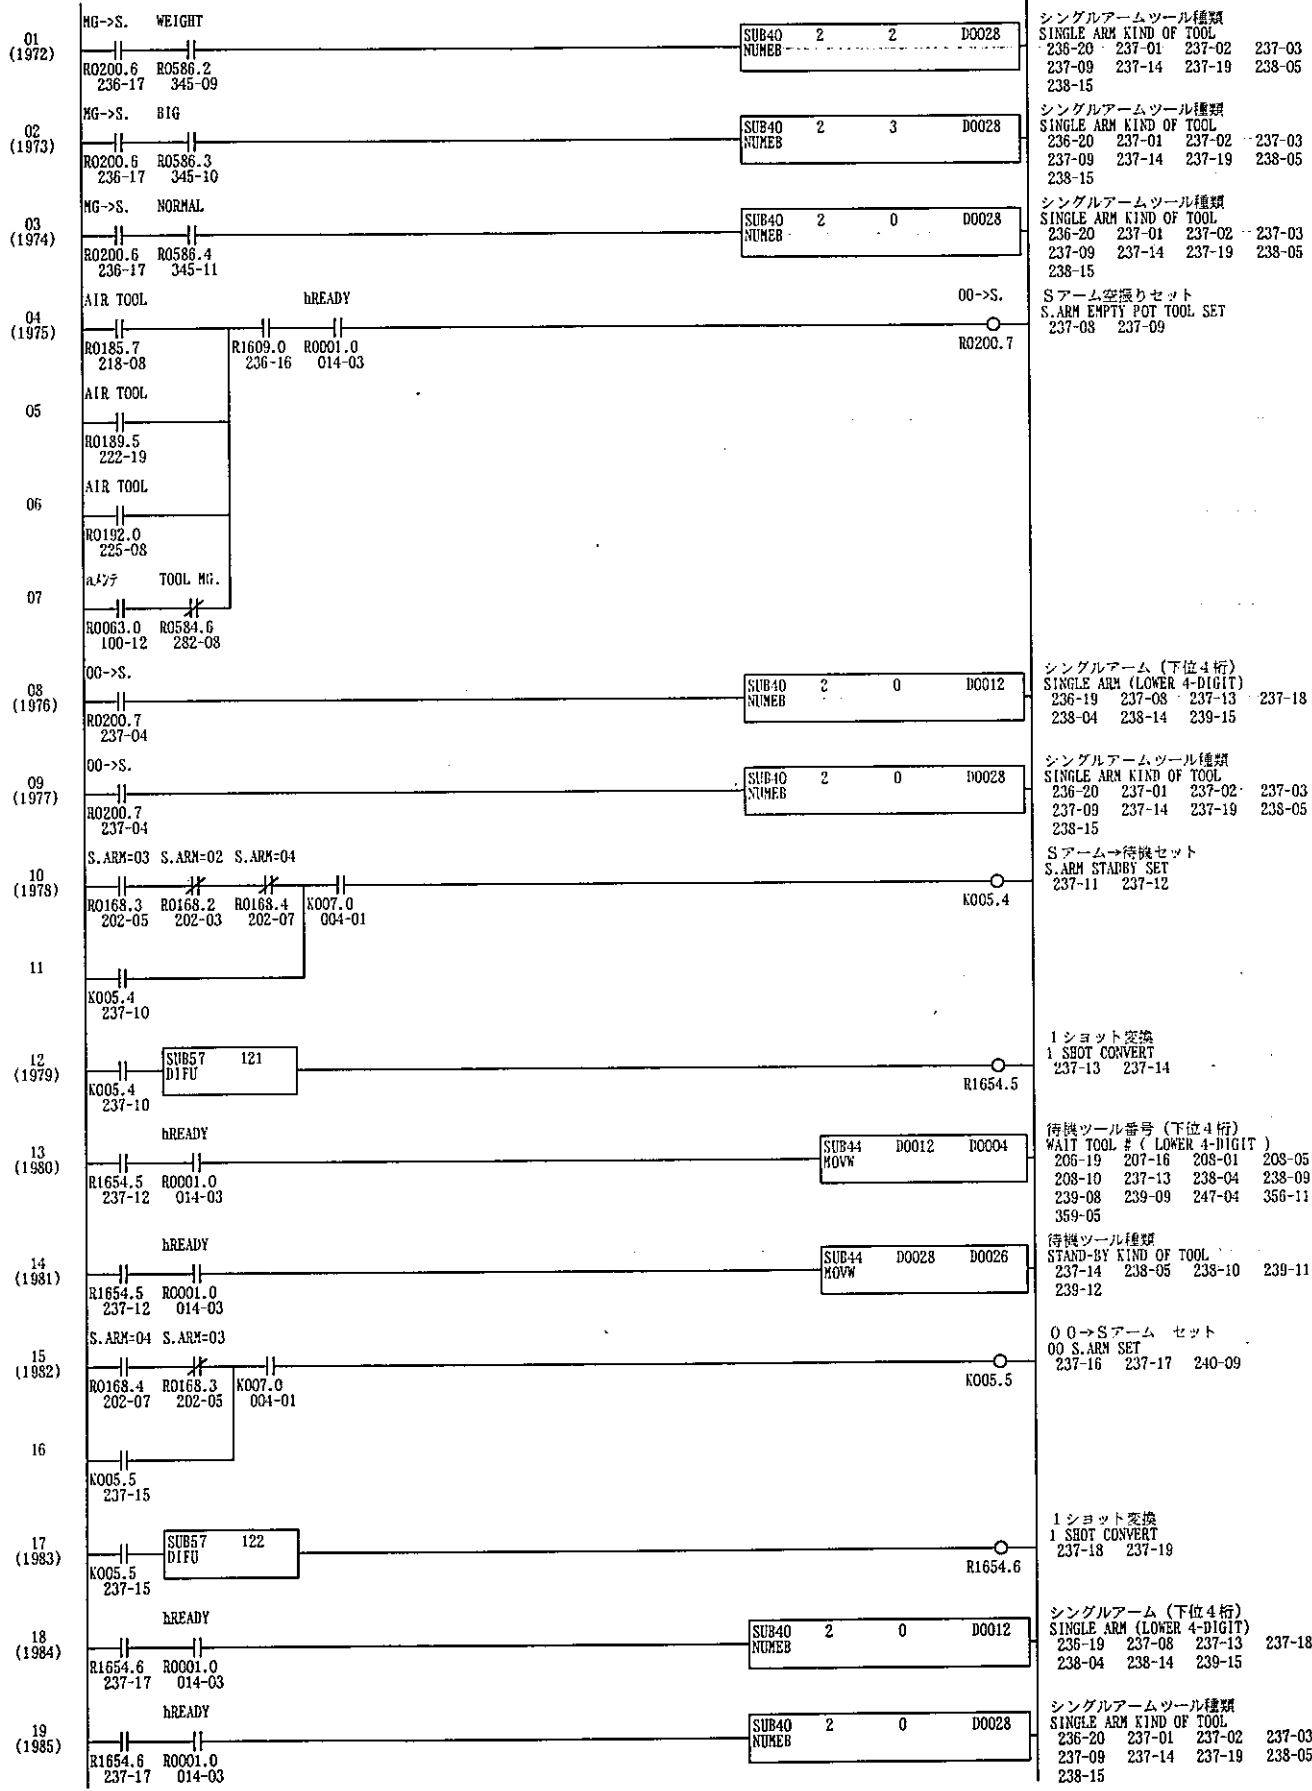 MG->S. WEIGHT
01
(1972)
R0200.6 R0586.2
236-17 345-09
SUB40 2 2 D0028
NUMEB
シングルアームツール種類
SINGLE ARM KIND OF TOOL
236-20 237-01 237-02 237-03
237-09 237-14 237-19 238-05
238-15
MG->S. BIG
02
(1973)
R0200.6 R0586.3
236-17 345-10
SUB40 2 3 D0028
NUMEB
シングルアームツール種類
SINGLE ARM KIND OF TOOL
236-20 237-01 237-02 237-03
237-09 237-14 237-19 238-05
238-15
MG->S. NORMAL
03
(1974)
R0200.6 R0586.4
236-17 345-11
SUB40 2 0 D0028
NUMEB
シングルアームツール種類
SINGLE ARM KIND OF TOOL
236-20 237-01 237-02 237-03
237-09 237-14 237-19 238-05
238-15
AIR TOOL hREADY 00->S.
04
(1975)
R0185.7 R1609.0 R0001.0 R0200.7
218-08 236-16 014-03
Sアーム空振りセット
S.ARM EMPTY POT TOOL SET
237-08 237-09
AIR TOOL
05
R0189.5
222-19
AIR TOOL
06
R0192.0
225-08
aメンテ TOOL MG.
07
R0063.0 R0584.6
100-12 282-08
00->S.
08
(1976)
R0200.7
237-04
SUB40 2 0 D0012
NUMEB
シングルアーム (下位4桁)
SINGLE ARM (LOWER 4-DIGIT)
236-19 237-08 237-13 237-18
238-04 238-14 239-15
00->S.
09
(1977)
R0200.7
237-04
SUB40 2 0 D0028
NUMEB
シングルアームツール種類
SINGLE ARM KIND OF TOOL
236-20 237-01 237-02 237-03
237-09 237-14 237-19 238-05
238-15
S.ARM=03 S.ARM=02 S.ARM=04
10
(1978)
R0168.3 R0168.2 R0168.4 K007.0 K005.4
202-05 202-03 202-07 004-01
Sアーム→待機セット
S.ARM STADBY SET
237-11 237-12
11
K005.4
237-10
12
(1979)
K005.4
237-10
SUB57 121
DIFU
R1654.5
1ショット変換
1 SHOT CONVERT
237-13 237-14
hREADY
13
(1980)
R1654.5 R0001.0
237-12 014-03
SUB44 D0012 D0004
MOVW
待機ツール番号 (下位4桁)
WAIT TOOL # ( LOWER 4-DIGIT )
206-19 207-16 208-01 208-05
208-10 237-13 238-04 238-09
239-08 239-09 247-04 356-11
359-05
hREADY
14
(1981)
R1654.5 R0001.0
237-12 014-03
SUB44 D0028 D0026
MOVW
待機ツール種類
STAND-BY KIND OF TOOL
237-14 238-05 238-10 239-11
239-12
S.ARM=04 S.ARM=03
15
(1982)
R0168.4 R0168.3 K007.0 K005.5
202-07 202-05 004-01
00→Sアーム セット
00 S.ARM SET
237-16 237-17 240-09
16
K005.5
237-15
17
(1983)
K005.5
237-15
SUB57 122
DIFU
R1654.6
1ショット変換
1 SHOT CONVERT
237-18 237-19
hREADY
18
(1984)
R1654.6 R0001.0
237-17 014-03
SUB40 2 0 D0012
NUMEB
シングルアーム (下位4桁)
SINGLE ARM (LOWER 4-DIGIT)
236-19 237-08 237-13 237-18
238-04 238-14 239-15
hREADY
19
(1985)
R1654.6 R0001.0
237-17 014-03
SUB40 2 0 D0028
NUMEB
シングルアームツール種類
SINGLE ARM KIND OF TOOL
236-20 237-01 237-02 237-03
237-09 237-14 237-19 238-05
238-15